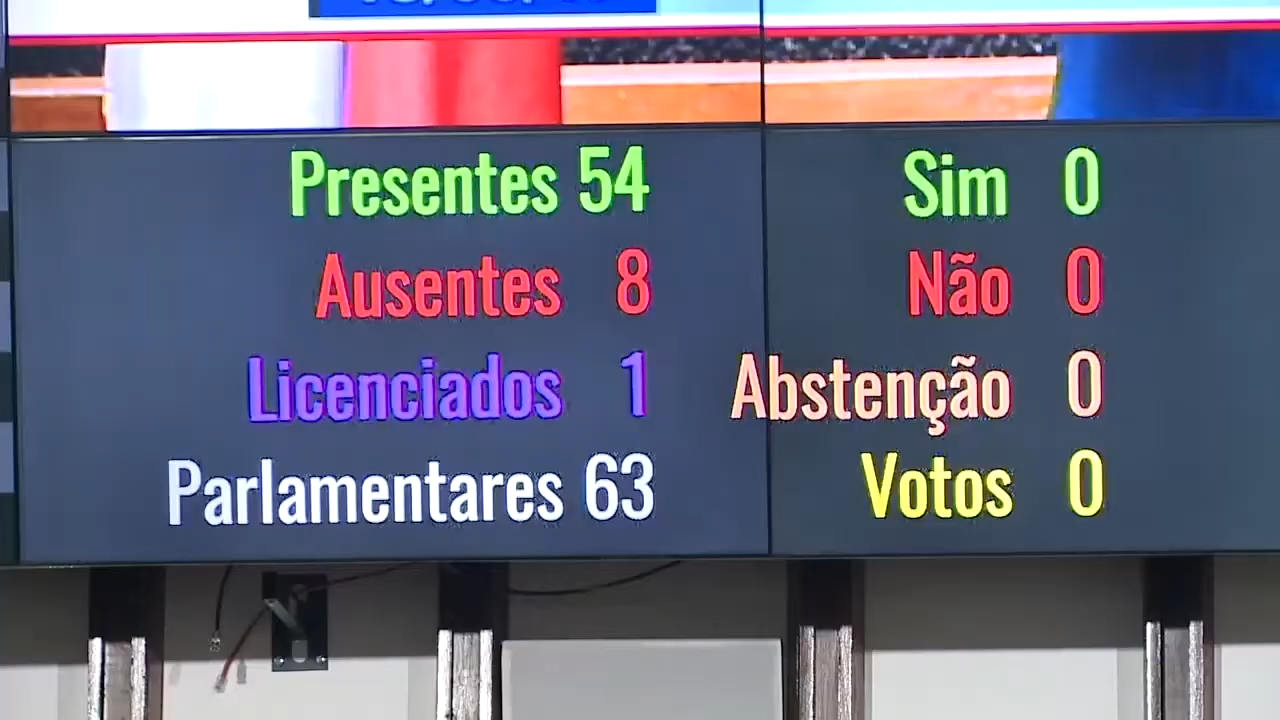 Presentes 54
Ausentes 8
Licenciados 1
Parlamentares 63
Sim 0
Não 0
Abstenção 0
Votos 0